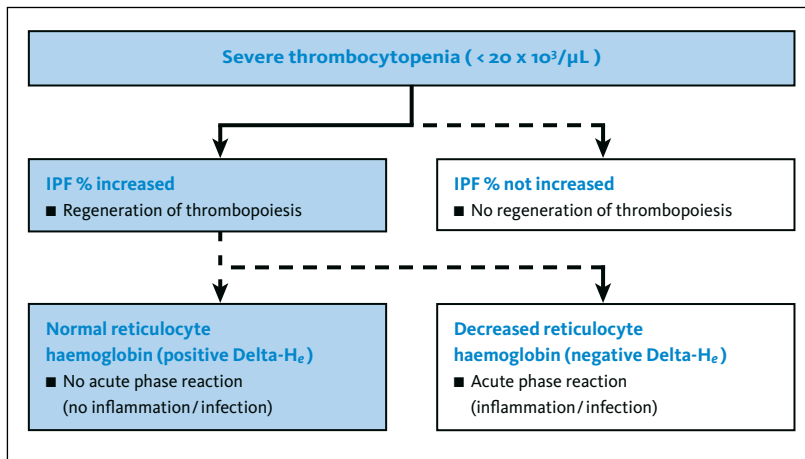 Severe thrombocytopenia ( < 20 x 10³/µL )
IPF % increased
■ Regeneration of thrombopoiesis
IPF % not increased
■ No regeneration of thrombopoiesis
Normal reticulocyte
haemoglobin (positive Delta-Hₑ)
■ No acute phase reaction
(no inflammation / infection)
Decreased reticulocyte
haemoglobin (negative Delta-Hₑ)
■ Acute phase reaction
(inflammation / infection)